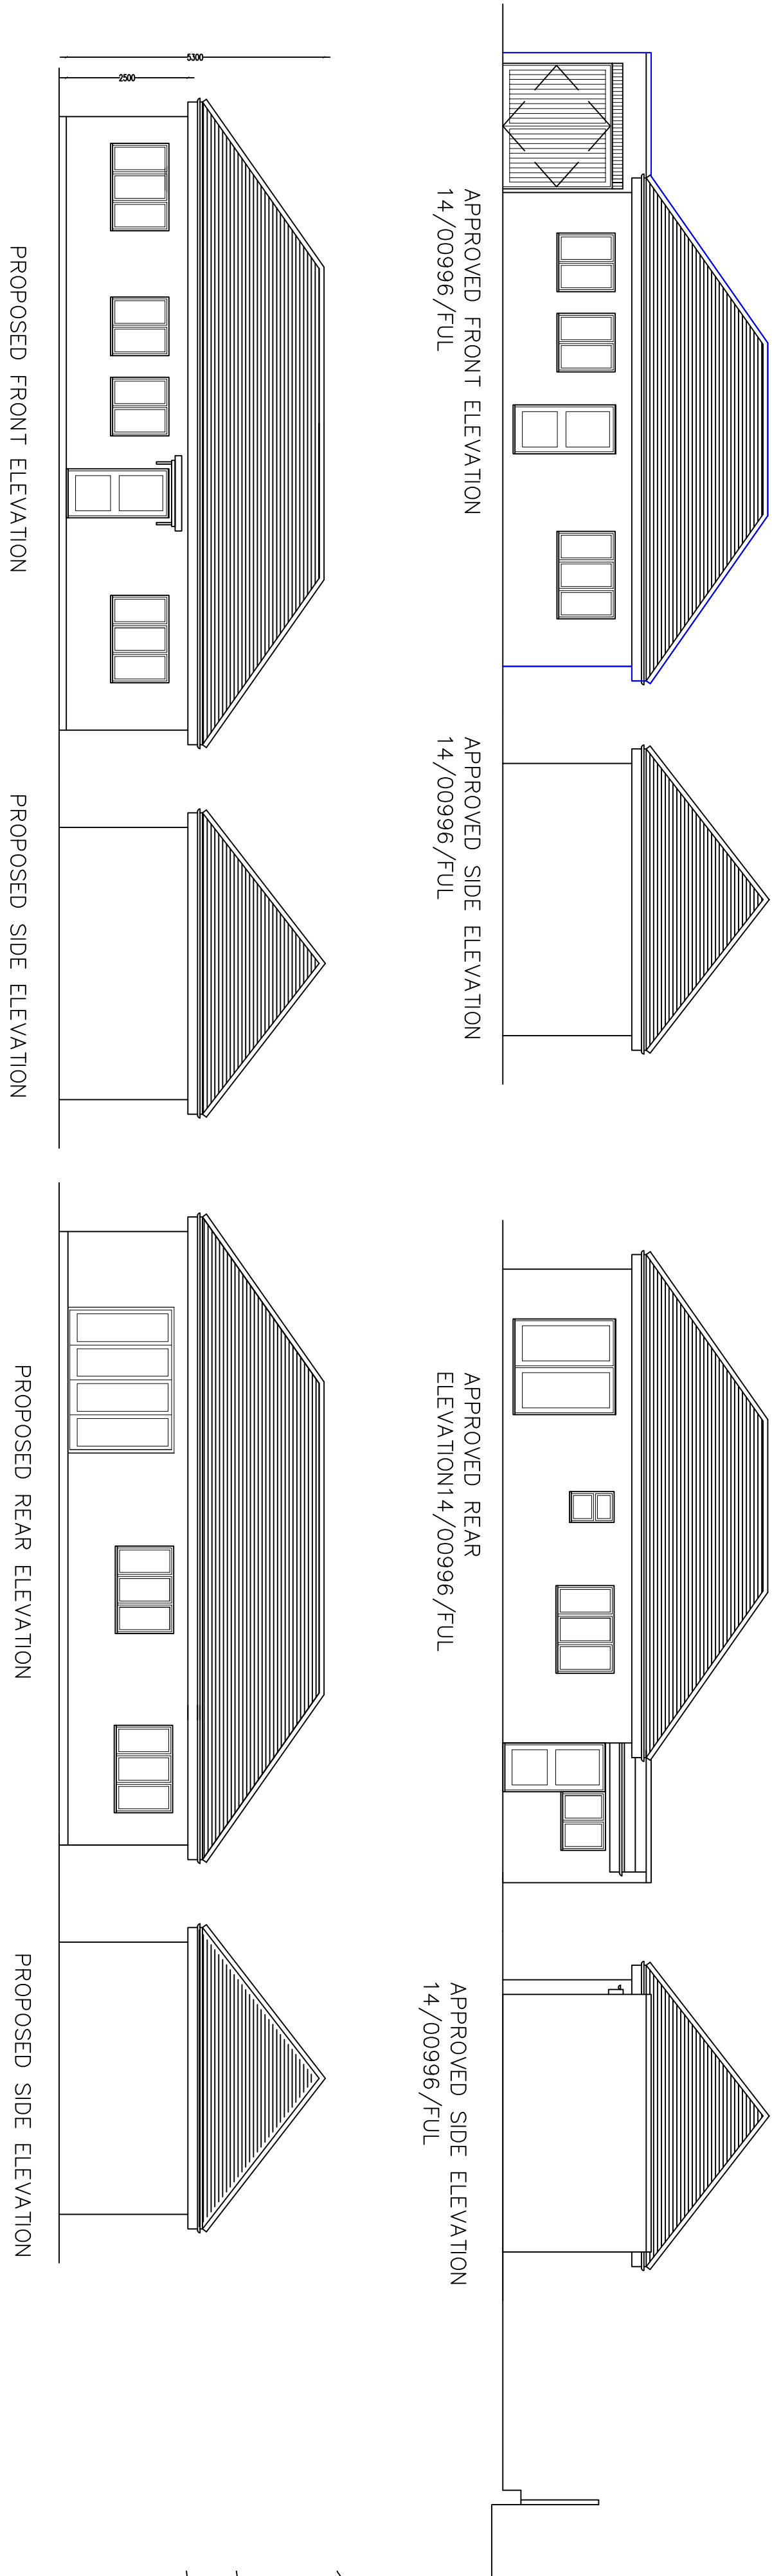 APPROVED FRONT ELEVATION
14/00996/FUL
APPROVED SIDE ELEVATION
14/00996/FUL
APPROVED REAR
ELEVATION14/00996/FUL
APPROVED SIDE ELEVATION
14/00996/FUL
5300
2500
PROPOSED FRONT ELEVATION
PROPOSED SIDE ELEVATION
PROPOSED REAR ELEVATION
PROPOSED SIDE ELEVATION